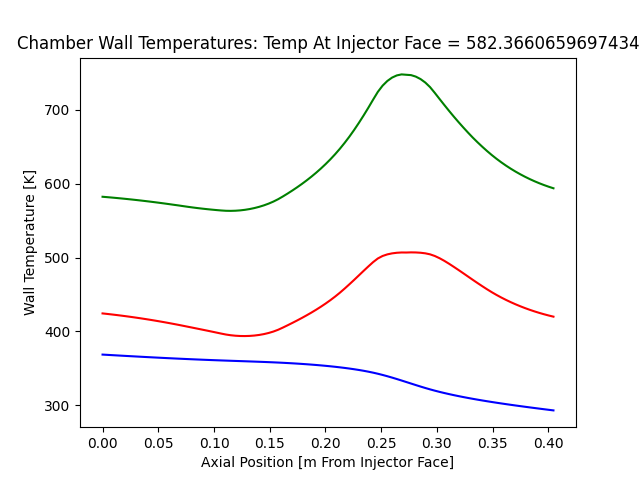 Chamber Wall Temperatures: Temp At Injector Face = 582.3660659697434
Wall Temperature [K]
700
600
500
400
300
0.00 0.05 0.10 0.15 0.20 0.25 0.30 0.35 0.40
Axial Position [m From Injector Face]